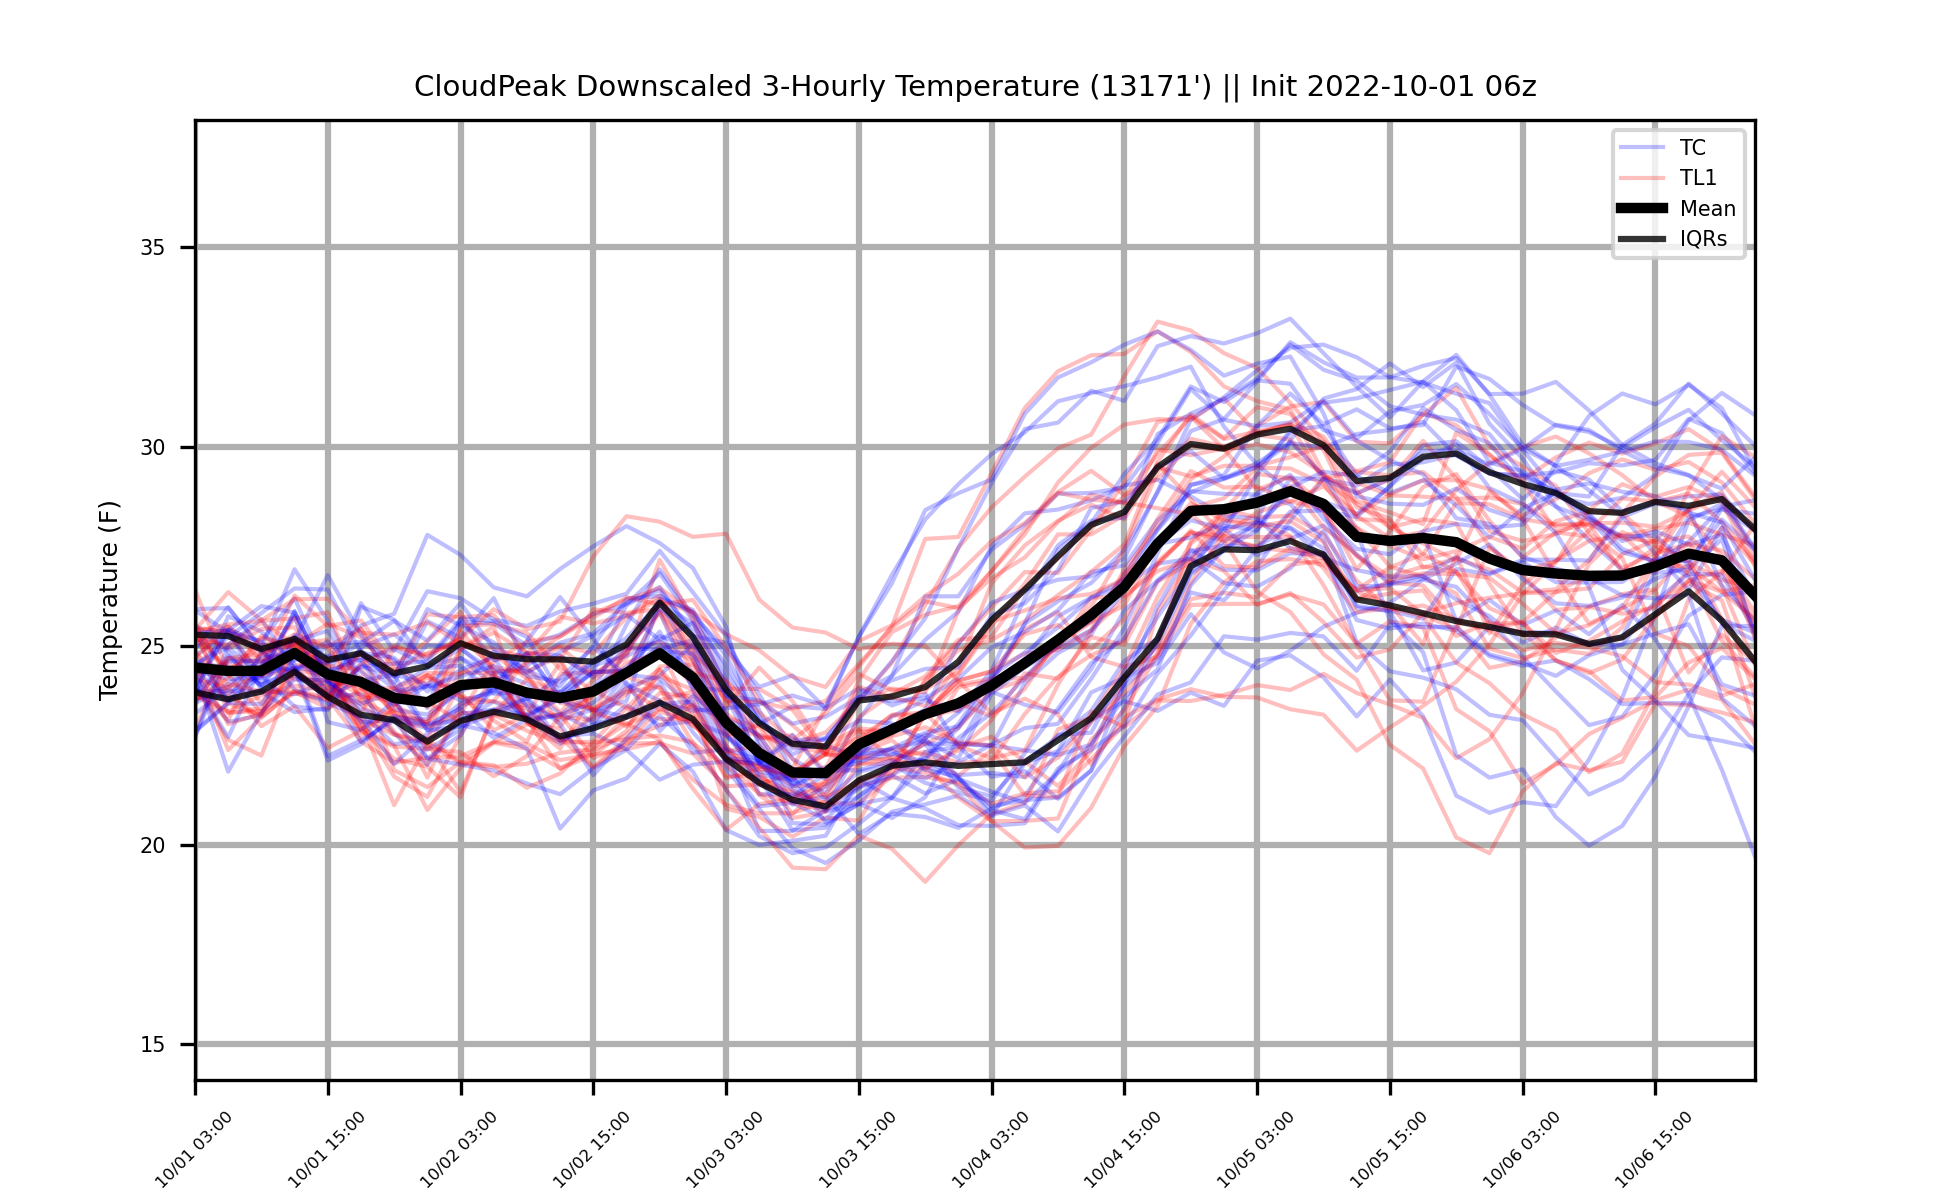 CloudPeak Downscaled 3-Hourly Temperature (13171') || Init 2022-10-01 06z
TC
TL1
Mean
IQRs
Temperature (F)
35
30
25
20
15
10/01 03:00
10/01 15:00
10/02 03:00
10/02 15:00
10/03 03:00
10/03 15:00
10/04 03:00
10/04 15:00
10/05 03:00
10/05 15:00
10/06 03:00
10/06 15:00